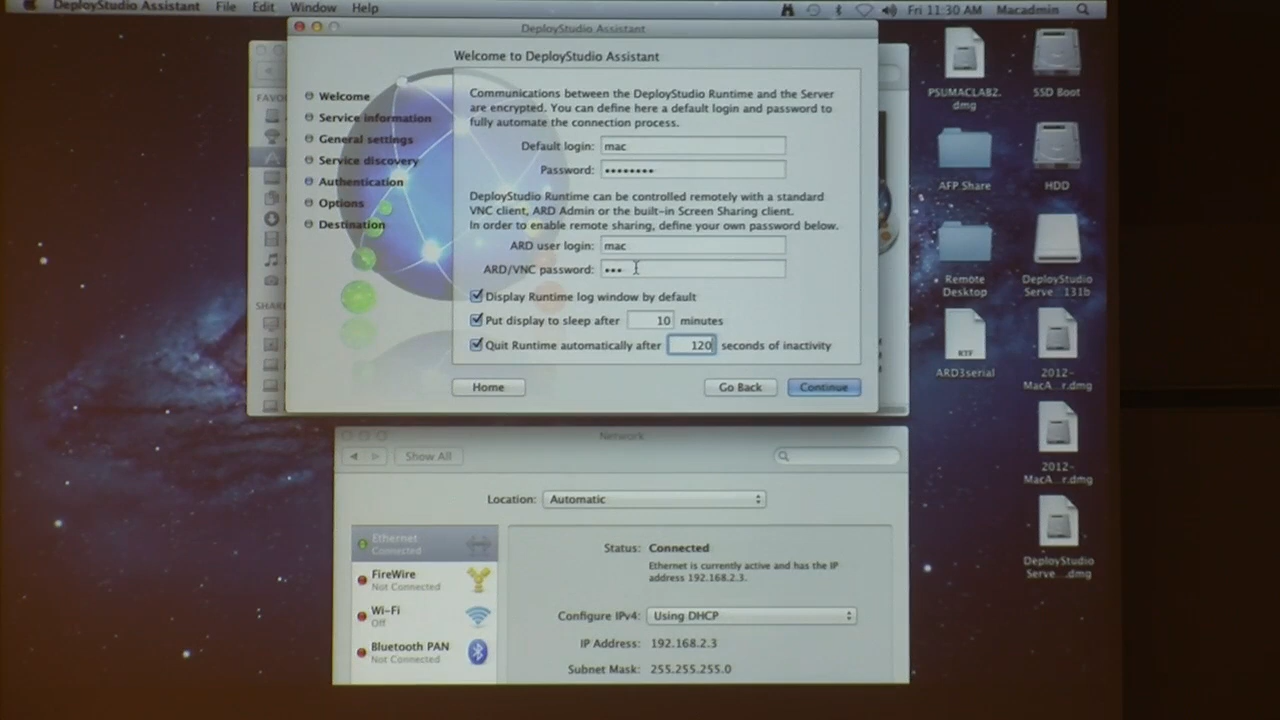 DeployStudio Assistant File Edit Window Help
Fri 11:30 AM Macadmin
DeployStudio Assistant
Welcome to DeployStudio Assistant
Welcome
Service information
General settings
Service discovery
Authentication
Options
Destination
Communications between the DeployStudio Runtime and the Server
are encrypted. You can define here a default login and password to
fully automate the connection process.
Default login: mac
Password: ••••••••
DeployStudio Runtime can be controlled remotely with a standard
VNC client, ARD Admin or the built-in Screen Sharing client.
In order to enable remote sharing, define your own password below.
ARD user login: mac
ARD/VNC password: •••
Display Runtime log window by default
Put display to sleep after 10 minutes
Quit Runtime automatically after 120 seconds of inactivity
Home Go Back Continue
FAVO
SHARE
PSUMACLAB2.
dmg
SSD Boot
AFP Share
HDD
Remote
Desktop
DeployStudio
Serve...131b
ARD3serial
RTF
2012-
MacA...r.dmg
2012-
MacA...r.dmg
DeployStudio
Serve....dmg
Network
Show All
Location: Automatic
Ethernet
Connected
FireWire
Not Connected
Wi-Fi
Off
Bluetooth PAN
Not Connected
Status: Connected
Ethernet is currently active and has the IP
address 192.168.2.3.
Configure IPv4: Using DHCP
IP Address: 192.168.2.3
Subnet Mask: 255.255.255.0